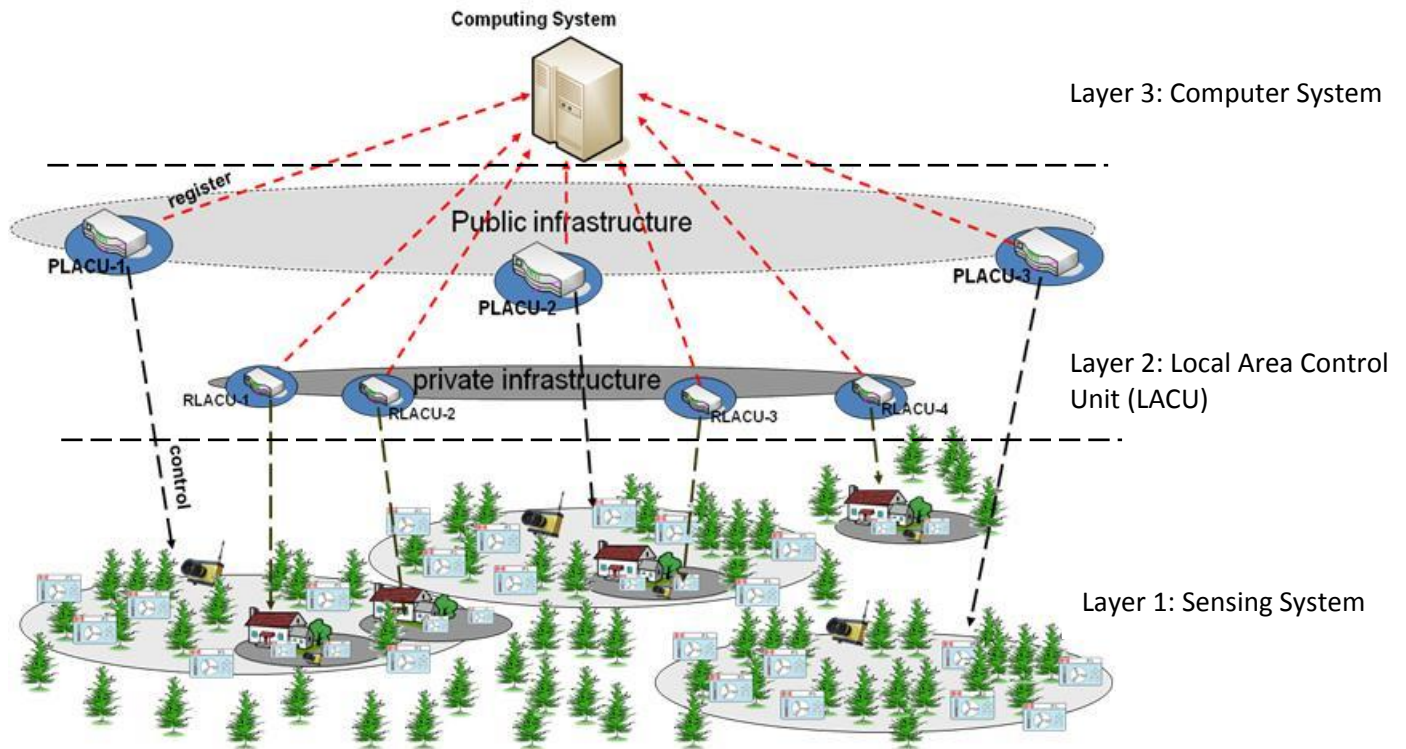 Computing System
Layer 3: Computer System
register
Public infrastructure
PLACU-1
PLACU-2
PLACU-3
private infrastructure
Layer 2: Local Area Control
Unit (LACU)
RLACU-1
RLACU-2
RLACU-3
RLACU-4
control
Layer 1: Sensing System